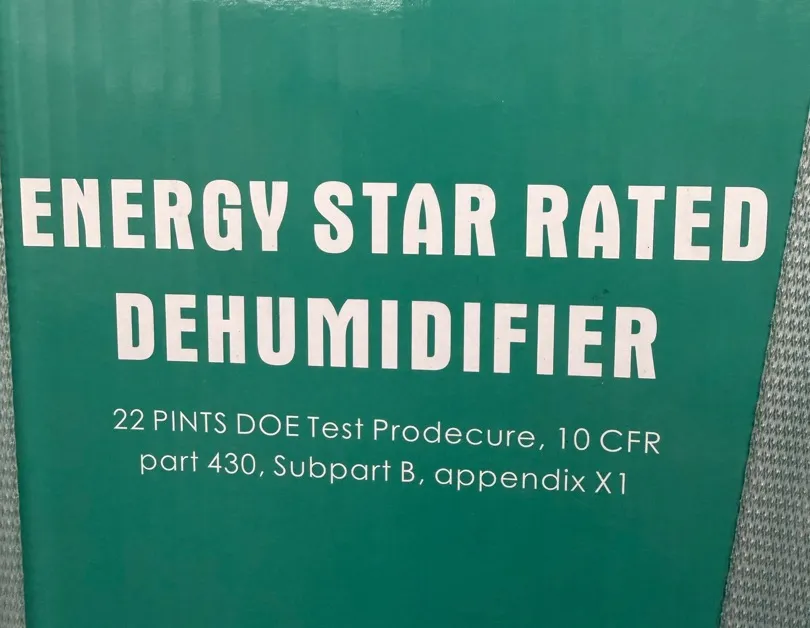 ENERGY STAR RATED
DEHUMIDIFIER
22 PINTS DOE Test Prodecure, 10 CFR
part 430, Subpart B, appendix X1